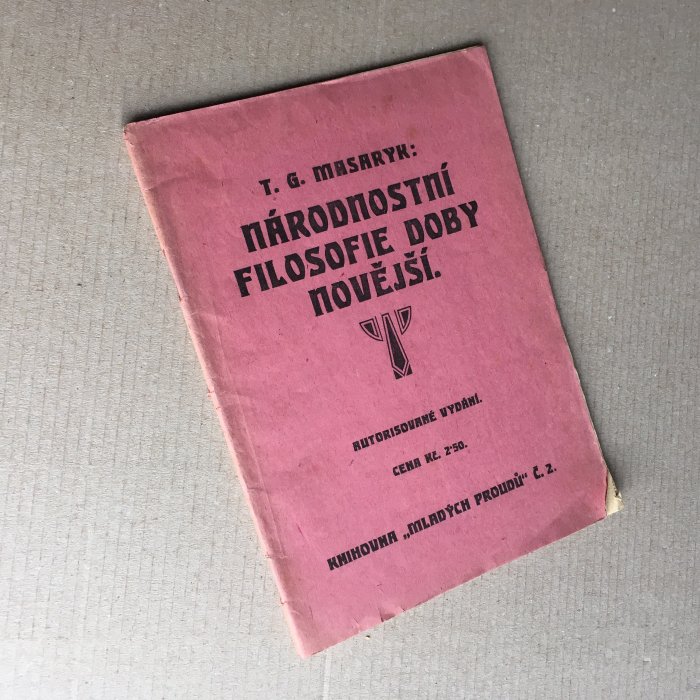 T. G. MASARYK:
NÁRODNOSTNÍ
FILOSOFIE DOBY
NOVĚJŠÍ.
AUTORISOVANÉ VYDÁNÍ.
CENA Kč. 2·50.
KNIHOVNA „MLADÝCH PROUDŮ“ Č. 2.